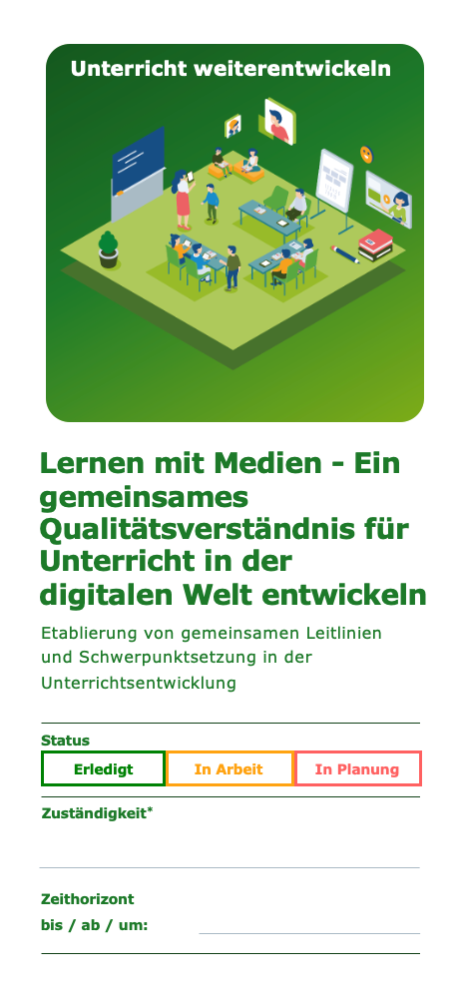 Unterricht weiterentwickeln
Lernen mit Medien - Ein
gemeinsames
Qualitätsverständnis für
Unterricht in der
digitalen Welt entwickeln
Etablierung von gemeinsamen Leitlinien
und Schwerpunktsetzung in der
Unterrichtsentwicklung
Status
Erledigt In Arbeit In Planung
Zuständigkeit*
Zeithorizont
bis / ab / um: